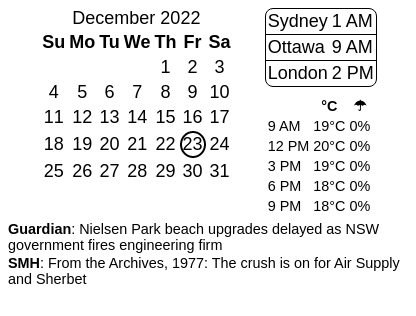 December 2022
Su Mo Tu We Th Fr Sa
1 2 3
4 5 6 7 8 9 10
11 12 13 14 15 16 17
18 19 20 21 22 23 24
25 26 27 28 29 30 31
Sydney 1 AM
Ottawa 9 AM
London 2 PM
°C ☂
9 AM 19°C 0%
12 PM 20°C 0%
3 PM 19°C 0%
6 PM 18°C 0%
9 PM 18°C 0%
Guardian: Nielsen Park beach upgrades delayed as NSW
government fires engineering firm
SMH: From the Archives, 1977: The crush is on for Air Supply
and Sherbet